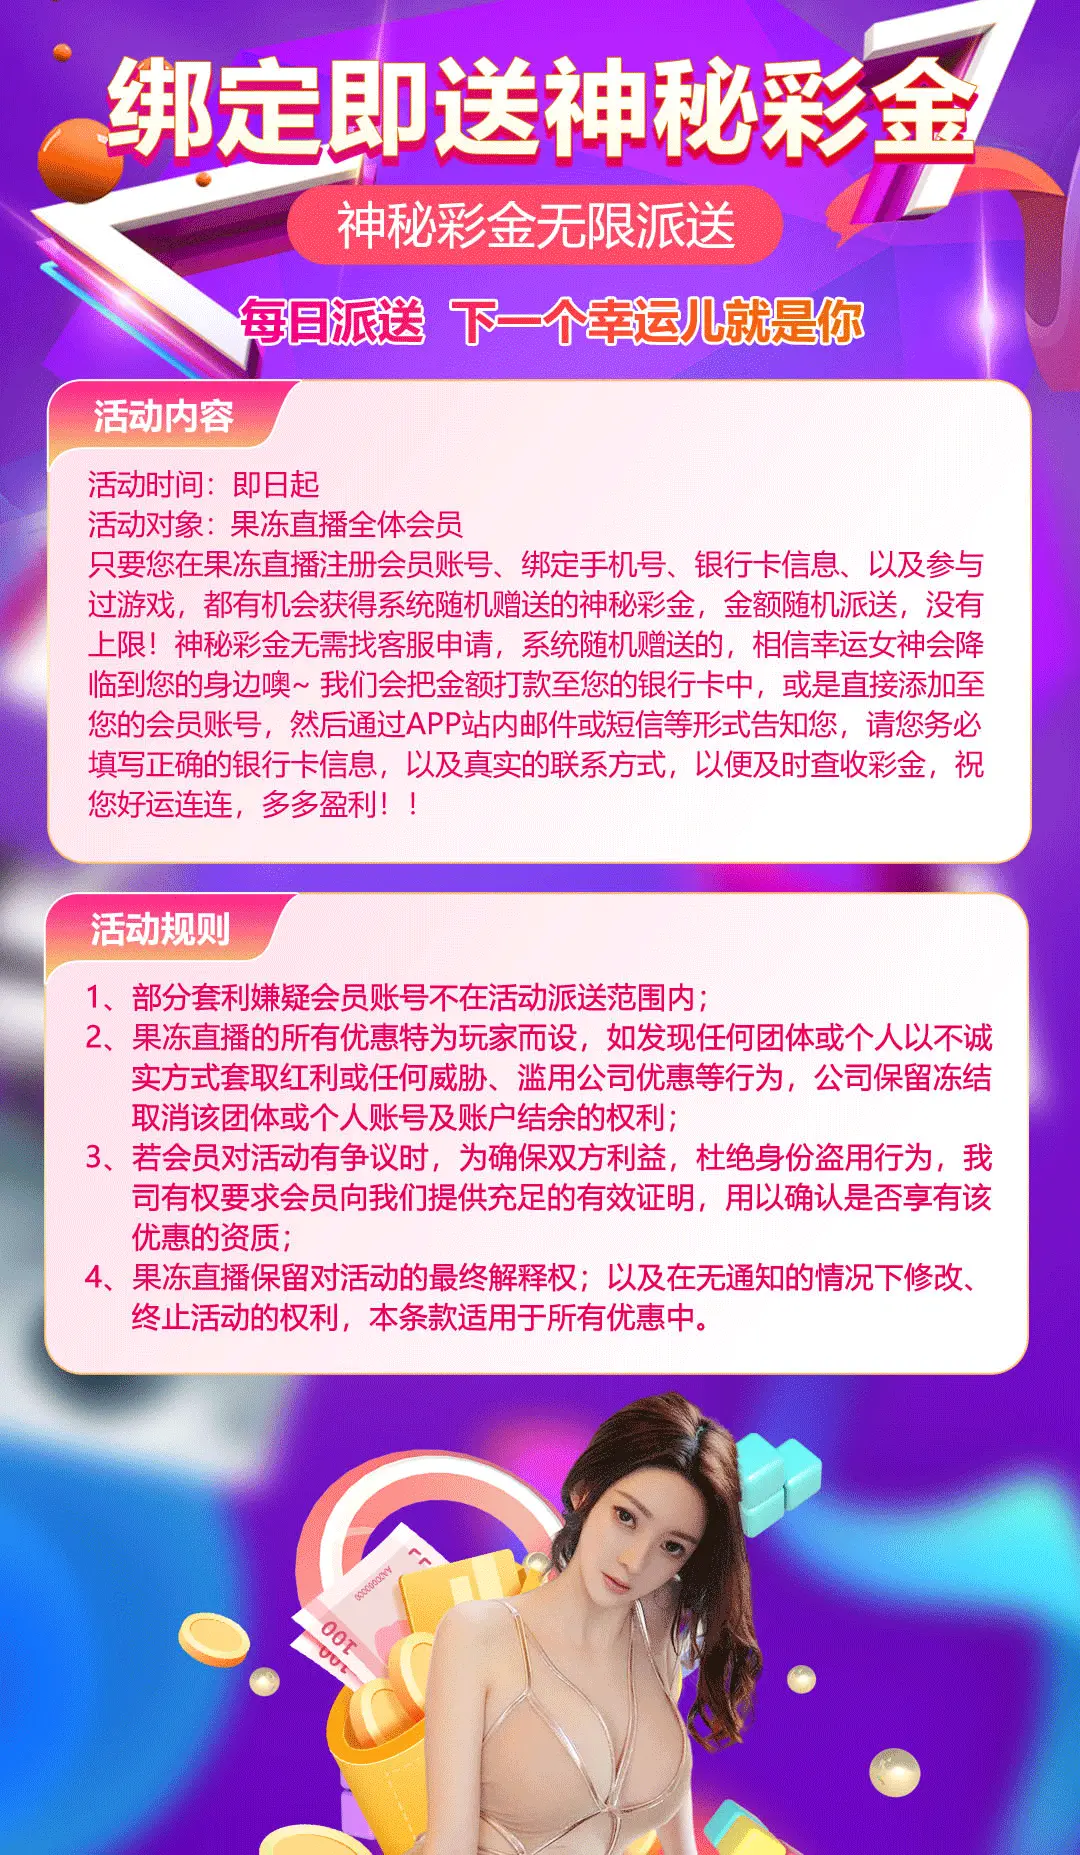 绑定即送神秘彩金
神秘彩金无限派送
每日派送 下一个幸运儿就是你
活动内容
活动时间：即日起
活动对象：果冻直播全体会员
只要您在果冻直播注册会员账号、绑定手机号、银行卡信息、以及参与
过游戏，都有机会获得系统随机赠送的神秘彩金，金额随机派送，没有
上限！神秘彩金无需找客服申请，系统随机赠送的，相信幸运女神会降
临到您的身边噢~ 我们会把金额打款至您的银行卡中，或是直接添加至
您的会员账号，然后通过APP站内邮件或短信等形式告知您，请您务必
填写正确的银行卡信息，以及真实的联系方式，以便及时查收彩金，祝
您好运连连，多多盈利！！
活动规则
1、部分套利嫌疑会员账号不在活动派送范围内；
2、果冻直播的所有优惠特为玩家而设，如发现任何团体或个人以不诚
实方式套取红利或任何威胁、滥用公司优惠等行为，公司保留冻结
取消该团体或个人账号及账户结余的权利；
3、若会员对活动有争议时，为确保双方利益，杜绝身份盗用行为，我
司有权要求会员向我们提供充足的有效证明，用以确认是否享有该
优惠的资质；
4、果冻直播保留对活动的最终解释权；以及在无通知的情况下修改、
终止活动的权利，本条款适用于所有优惠中。
100
100